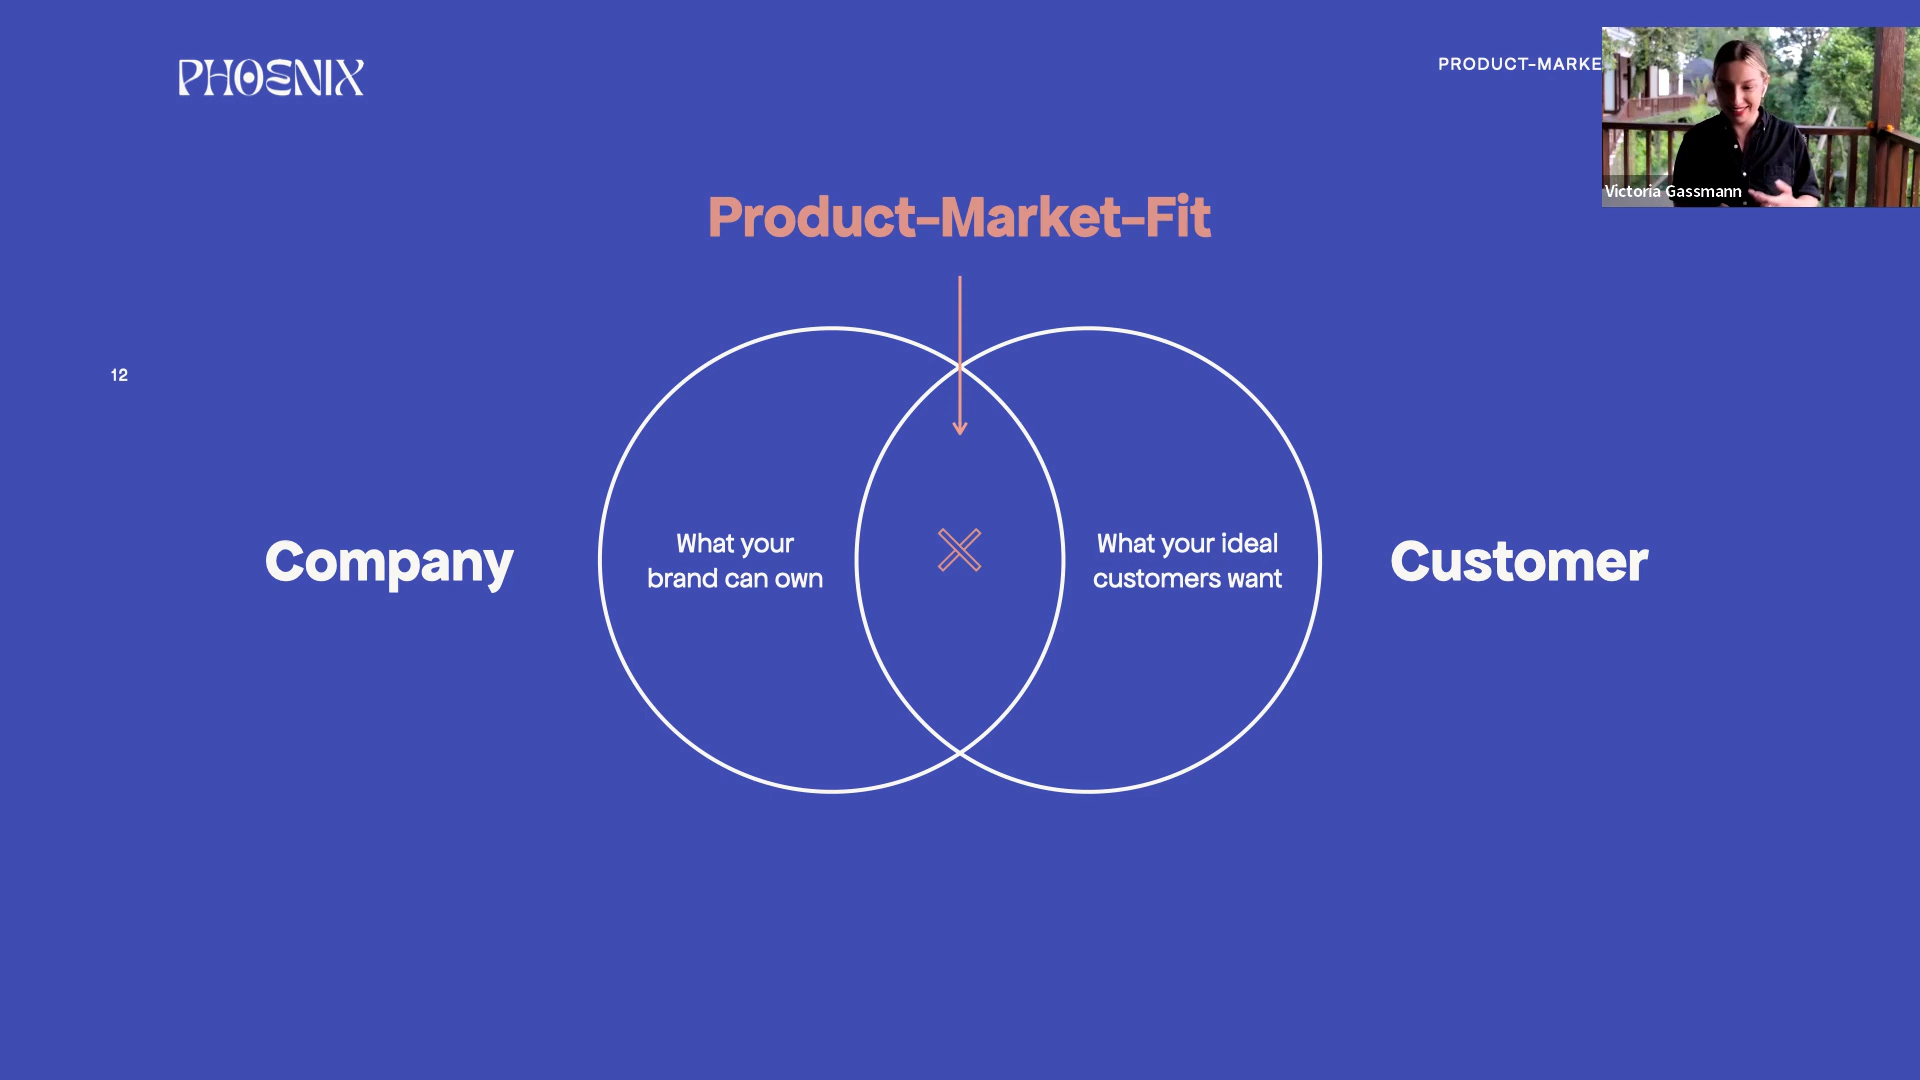 PHOENIX
PRODUCT-MARKE
Victoria Gassmann
Product-Market-Fit
12
Company
What your
brand can own
What your ideal
customers want
Customer